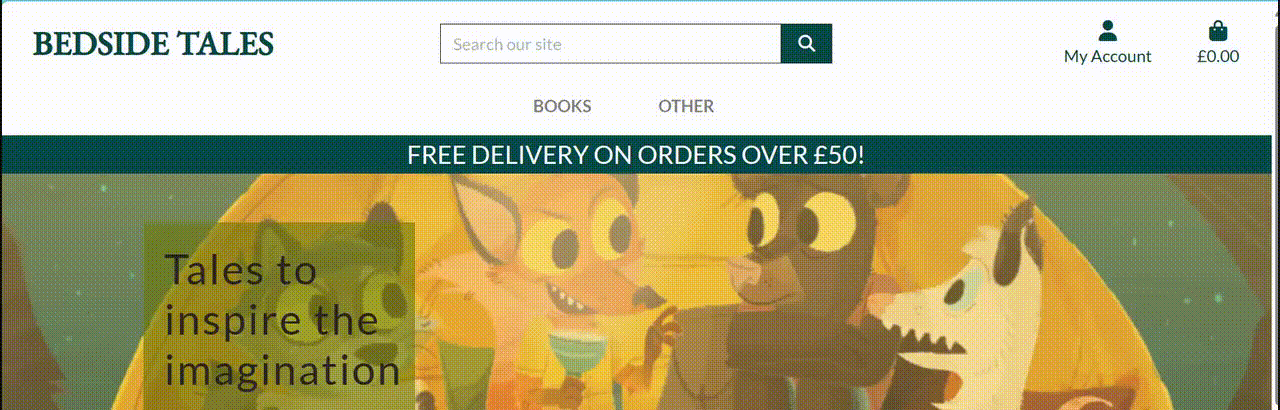 BEDSIDE TALES
Search our site
My Account
£0.00
BOOKS
OTHER
FREE DELIVERY ON ORDERS OVER £50!
Tales to
inspire the
imagination